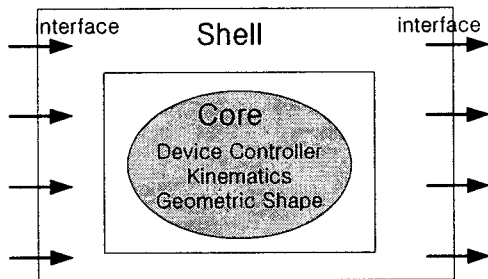 interface
interface
Shell
Core
Device Controller
Kinematics
Geometric Shape